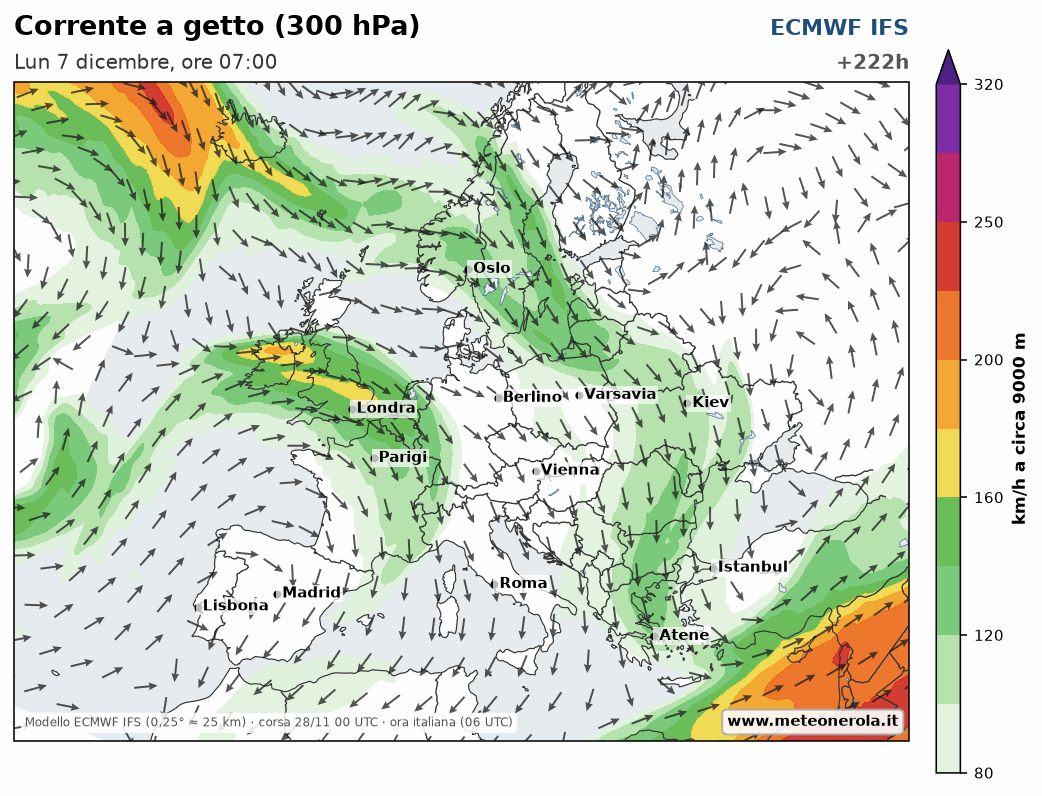 Corrente a getto (300 hPa)
ECMWF IFS
Lun 7 dicembre, ore 07:00
+222h
320
250
200
160
120
80
km/h a circa 9000 m
Oslo
Berlino
Varsavia
Kiev
Londra
Parigi
Vienna
Istanbul
Roma
Madrid
Lisbona
Atene
Modello ECMWF IFS (0,25° ≈ 25 km) · corsa 28/11 00 UTC · ora italiana (06 UTC)
www.meteonerola.it